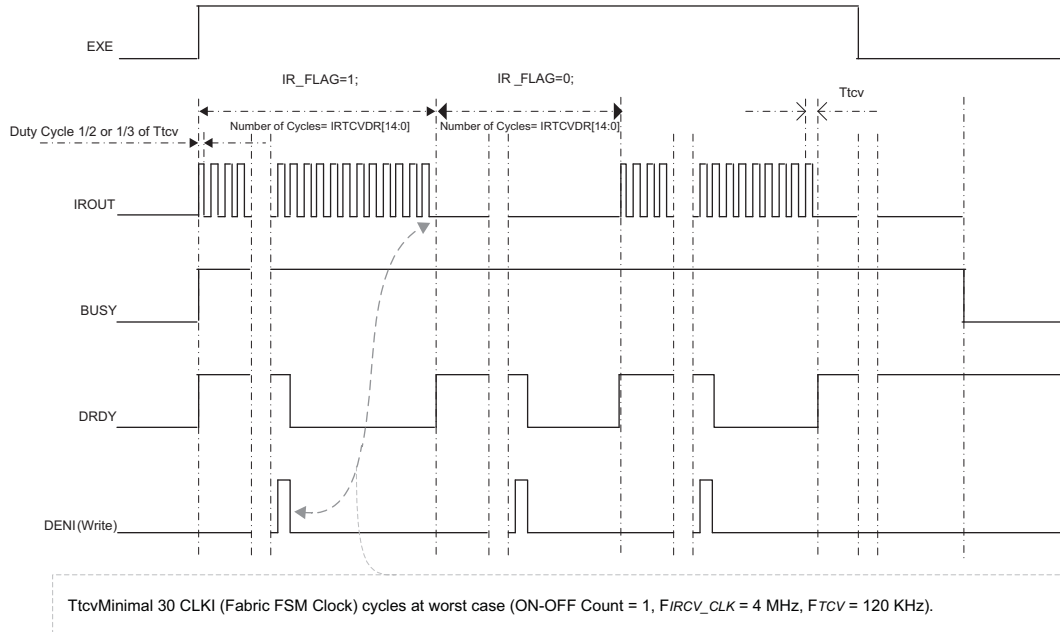 EXE
IR_FLAG=1;
IR _FLAG=0;
Ttcv
Duty Cycle 1/2 or 1/3 of Ttcv
Number of Cycles= IRTCVDR[14:0]
Number of Cycles= IRTCVDR[14:0]
IROUT
BUSY
DRDY
DENI(Write)
TtcvMinimal 30 CLKI (Fabric FSM Clock) cycles at worst case (ON-OFF Count = 1, FIRCV_CLK = 4 MHz, FTCV = 120 KHz).